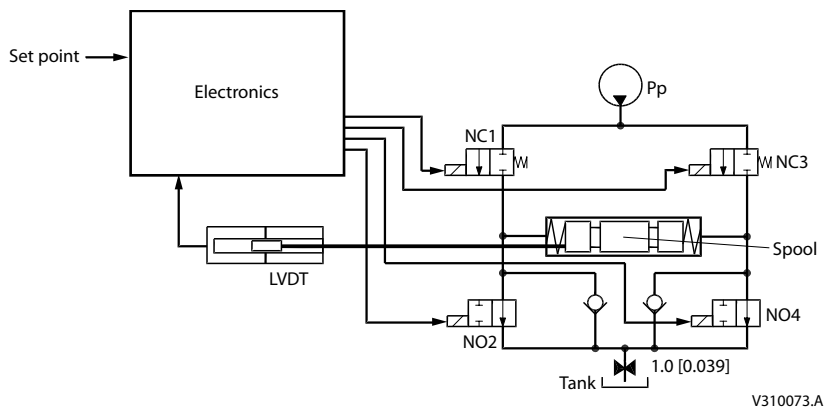 Set point
Electronics
Pp
NC1
NC3
Spool
LVDT
NO2
NO4
1.0 [0.039]
Tank
V310073.A